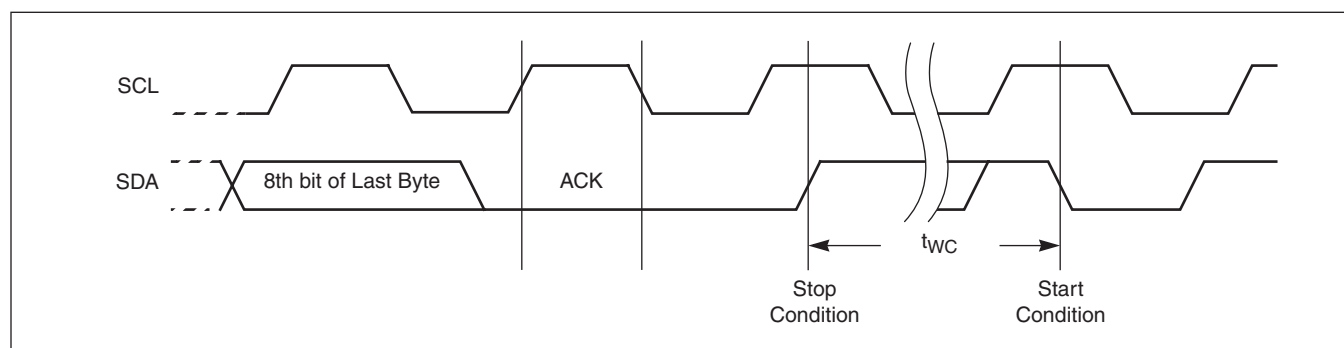 SCL
SDA
8th bit of Last Byte
ACK
tWC
Stop
Condition
Start
Condition